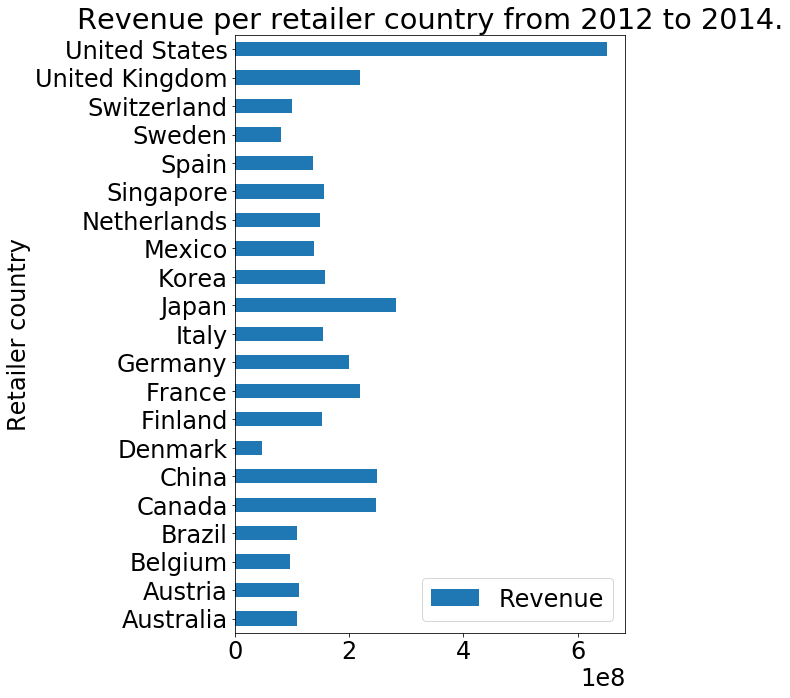 Revenue per retailer country from 2012 to 2014.
United States
United Kingdom
Switzerland
Sweden
Spain
Singapore
Netherlands
Mexico
Korea
Japan
Italy
Germany
France
Finland
Denmark
China
Canada
Brazil
Belgium
Austria
Australia
Retailer country
Revenue
0 2 4 6
1e8